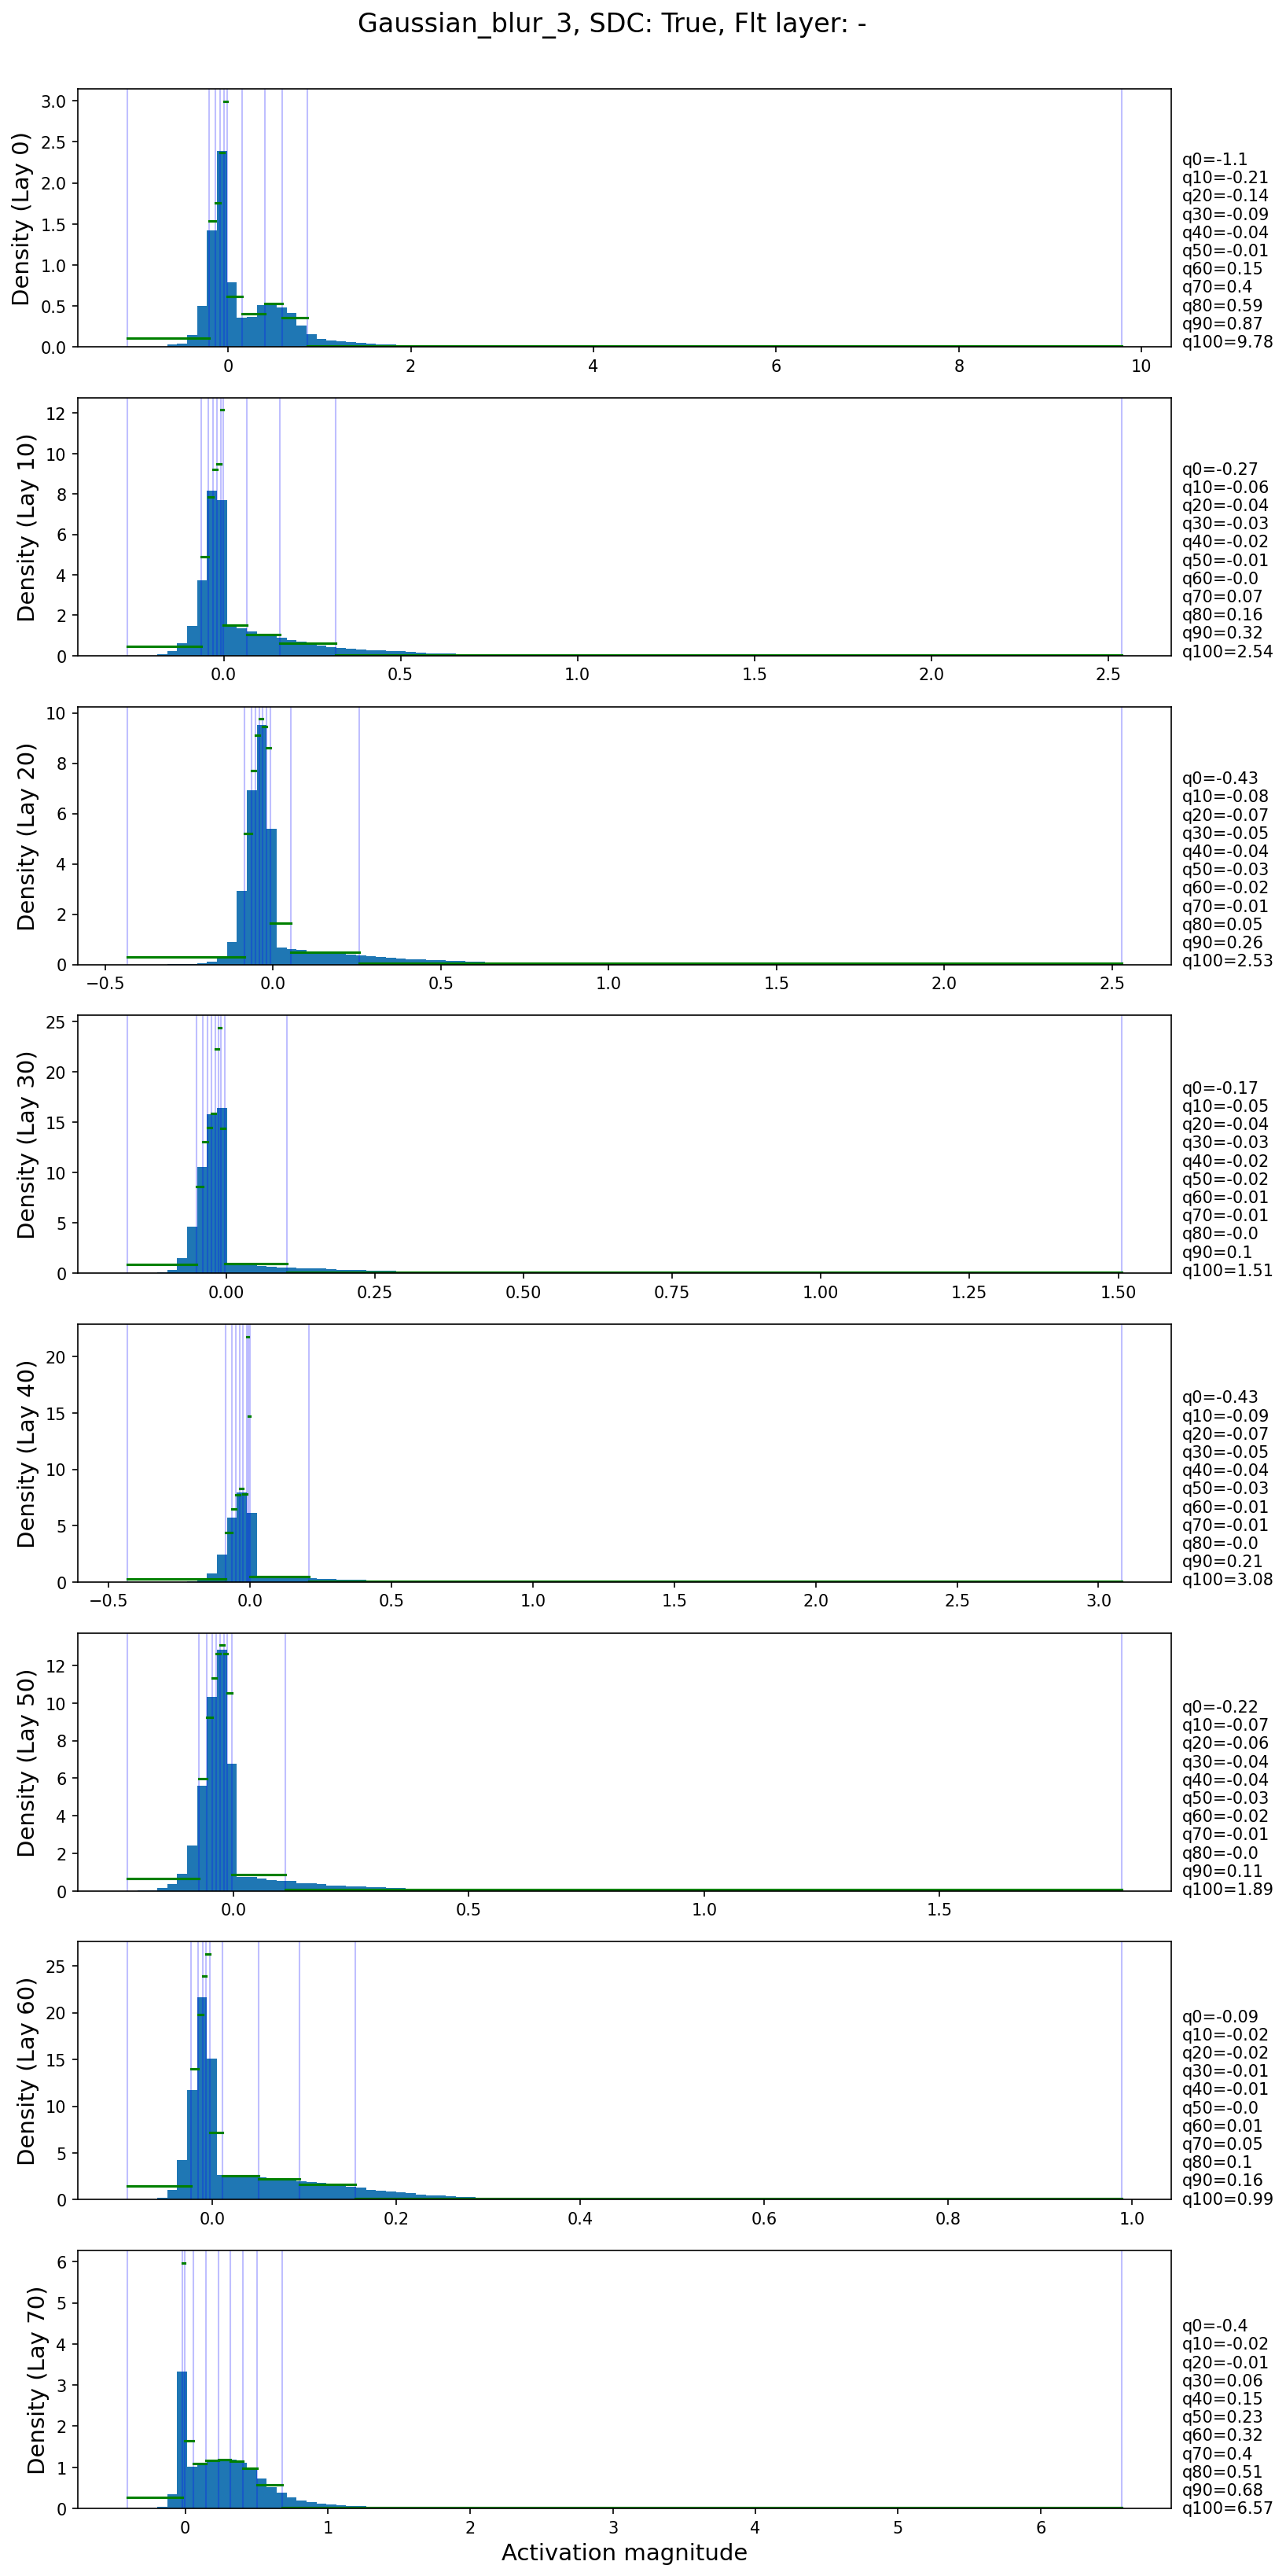 Gaussian_blur_3, SDC: True, Flt layer: -
Density (Lay 0)
3.0
2.5
2.0
1.5
1.0
0.5
0.0
0 2 4 6 8 10
q0=-1.1
q10=-0.21
q20=-0.14
q30=-0.09
q40=-0.04
q50=-0.01
q60=0.15
q70=0.4
q80=0.59
q90=0.87
q100=9.78
Density (Lay 10)
12
10
8
6
4
2
0
0.0 0.5 1.0 1.5 2.0 2.5
q0=-0.27
q10=-0.06
q20=-0.04
q30=-0.03
q40=-0.02
q50=-0.01
q60=-0.0
q70=0.07
q80=0.16
q90=0.32
q100=2.54
Density (Lay 20)
10
8
6
4
2
0
−0.5 0.0 0.5 1.0 1.5 2.0 2.5
q0=-0.43
q10=-0.08
q20=-0.07
q30=-0.05
q40=-0.04
q50=-0.03
q60=-0.02
q70=-0.01
q80=0.05
q90=0.26
q100=2.53
Density (Lay 30)
25
20
15
10
5
0
0.00 0.25 0.50 0.75 1.00 1.25 1.50
q0=-0.17
q10=-0.05
q20=-0.04
q30=-0.03
q40=-0.02
q50=-0.02
q60=-0.01
q70=-0.01
q80=-0.0
q90=0.1
q100=1.51
Density (Lay 40)
20
15
10
5
0
−0.5 0.0 0.5 1.0 1.5 2.0 2.5 3.0
q0=-0.43
q10=-0.09
q20=-0.07
q30=-0.05
q40=-0.04
q50=-0.03
q60=-0.01
q70=-0.01
q80=-0.0
q90=0.21
q100=3.08
Density (Lay 50)
12
10
8
6
4
2
0
0.0 0.5 1.0 1.5
q0=-0.22
q10=-0.07
q20=-0.06
q30=-0.04
q40=-0.04
q50=-0.03
q60=-0.02
q70=-0.01
q80=-0.0
q90=0.11
q100=1.89
Density (Lay 60)
25
20
15
10
5
0
0.0 0.2 0.4 0.6 0.8 1.0
q0=-0.09
q10=-0.02
q20=-0.02
q30=-0.01
q40=-0.01
q50=-0.0
q60=0.01
q70=0.05
q80=0.1
q90=0.16
q100=0.99
Density (Lay 70)
6
5
4
3
2
1
0
0 1 2 3 4 5 6
q0=-0.4
q10=-0.02
q20=-0.01
q30=0.06
q40=0.15
q50=0.23
q60=0.32
q70=0.4
q80=0.51
q90=0.68
q100=6.57
Activation magnitude